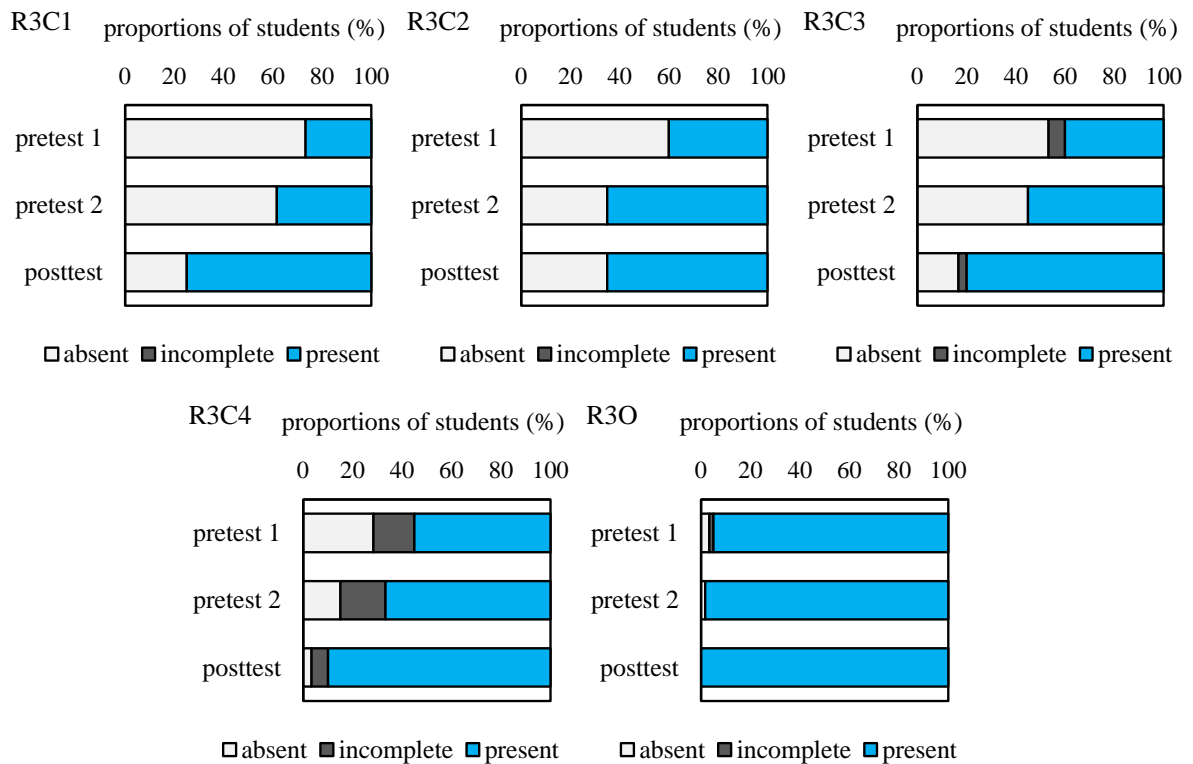 R3C1 proportions of students (%)
0 20 40 60 80 100
pretest 1
pretest 2
posttest
absent incomplete present
R3C2 proportions of students (%)
0 20 40 60 80 100
pretest 1
pretest 2
posttest
absent incomplete present
R3C3 proportions of students (%)
0 20 40 60 80 100
pretest 1
pretest 2
posttest
absent incomplete present
R3C4 proportions of students (%)
0 20 40 60 80 100
pretest 1
pretest 2
posttest
absent incomplete present
R3O proportions of students (%)
0 20 40 60 80 100
pretest 1
pretest 2
posttest
absent incomplete present